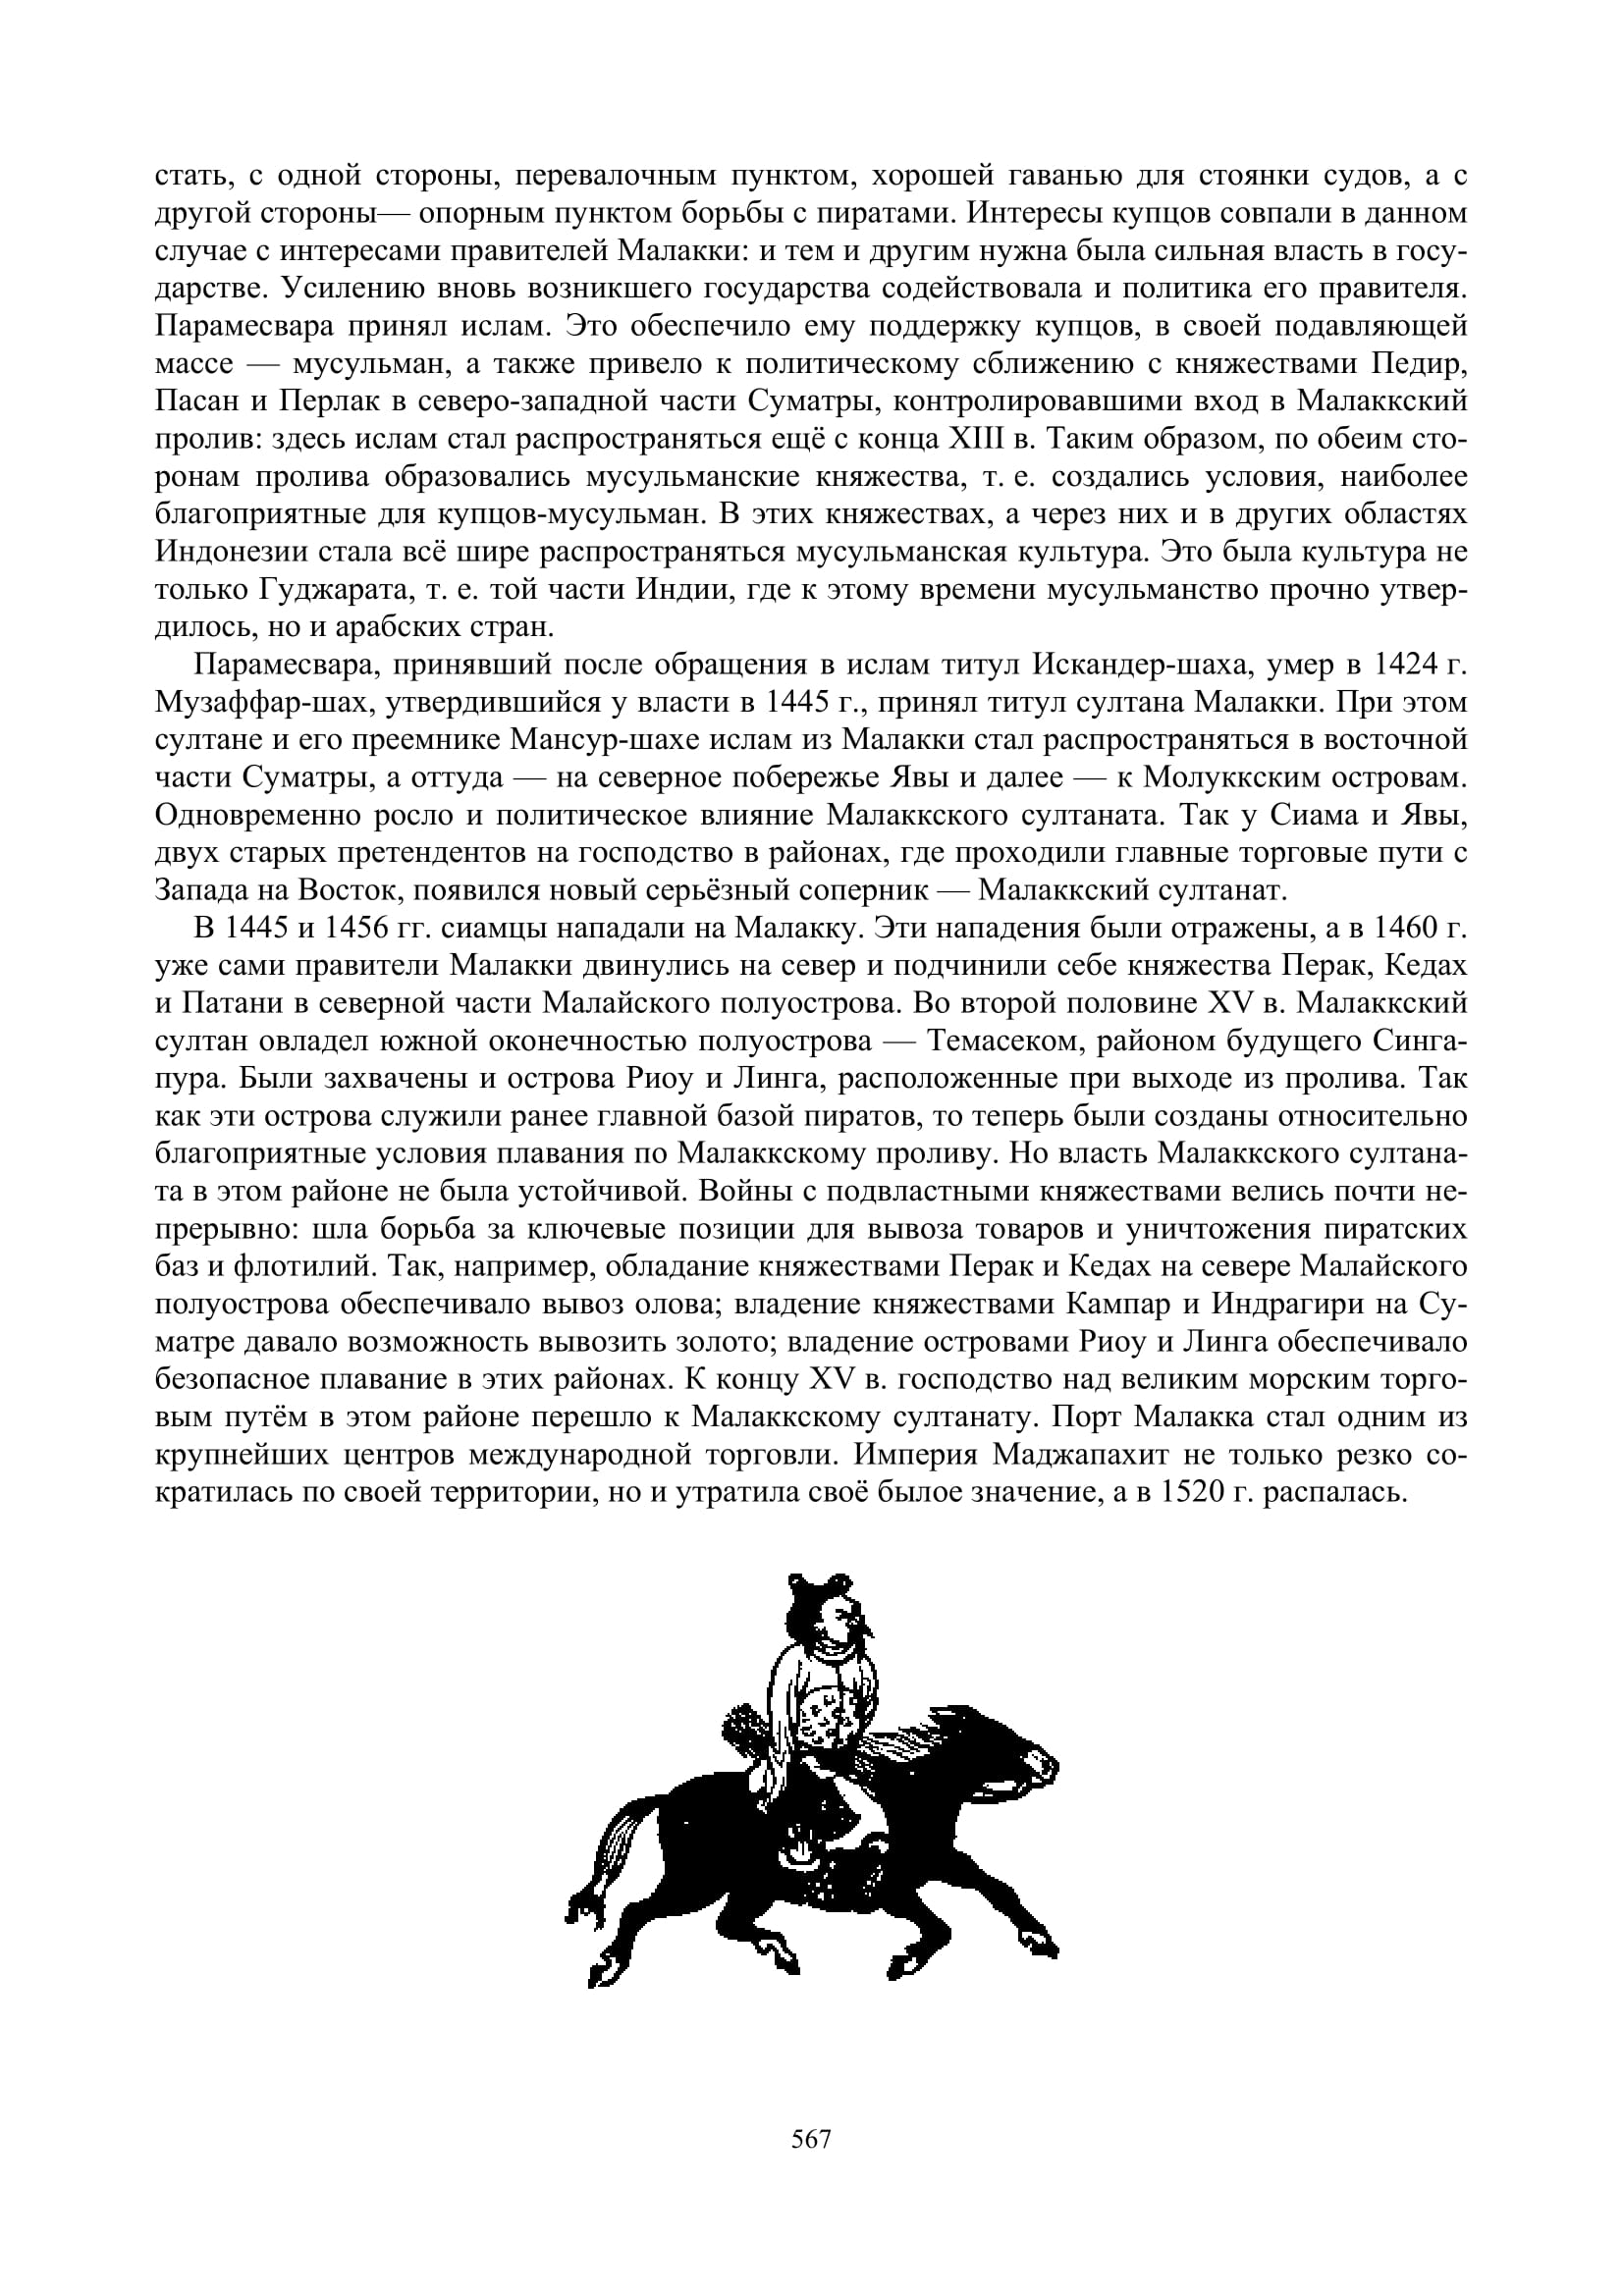 стать, с одной стороны, перевалочным пунктом, хорошей гаванью для стоянки судов, а с
другой стороны— опорным пунктом борьбы с пиратами. Интересы купцов совпали в данном
случае с интересами правителей Малакки: и тем и другим нужна была сильная власть в госу-
дарстве. Усилению вновь возникшего государства содействовала и политика его правителя.
Парамесвара принял ислам. Это обеспечило ему поддержку купцов, в своей подавляющей
массе — мусульман, а также привело к политическому сближению с княжествами Педир,
Пасан и Перлак в северо-западной части Суматры, контролировавшими вход в Малаккский
пролив: здесь ислам стал распространяться ещё с конца XIII в. Таким образом, по обеим сто-
ронам пролива образовались мусульманские княжества, т. е. создались условия, наиболее
благоприятные для купцов-мусульман. В этих княжествах, а через них и в других областях
Индонезии стала всё шире распространяться мусульманская культура. Это была культура не
только Гуджарата, т. е. той части Индии, где к этому времени мусульманство прочно утвер-
дилось, но и арабских стран.
Парамесвара, принявший после обращения в ислам титул Искандер-шаха, умер в 1424 г.
Музаффар-шах, утвердившийся у власти в 1445 г., принял титул султана Малакки. При этом
султане и его преемнике Мансур-шахе ислам из Малакки стал распространяться в восточной
части Суматры, а оттуда — на северное побережье Явы и далее — к Молуккским островам.
Одновременно росло и политическое влияние Малаккского султаната. Так у Сиама и Явы,
двух старых претендентов на господство в районах, где проходили главные торговые пути с
Запада на Восток, появился новый серьёзный соперник — Малаккский султанат.
В 1445 и 1456 гг. сиамцы нападали на Малакку. Эти нападения были отражены, а в 1460 г.
уже сами правители Малакки двинулись на север и подчинили себе княжества Перак, Кедах
и Патани в северной части Малайского полуострова. Во второй половине XV в. Малаккский
султан овладел южной оконечностью полуострова — Темасеком, районом будущего Синга-
пура. Были захвачены и острова Риоу и Линга, расположенные при выходе из пролива. Так
как эти острова служили ранее главной базой пиратов, то теперь были созданы относительно
благоприятные условия плавания по Малаккскому проливу. Но власть Малаккского султана-
та в этом районе не была устойчивой. Войны с подвластными княжествами велись почти не-
прерывно: шла борьба за ключевые позиции для вывоза товаров и уничтожения пиратских
баз и флотилий. Так, например, обладание княжествами Перак и Кедах на севере Малайского
полуострова обеспечивало вывоз олова; владение княжествами Кампар и Индрагири на Су-
матре давало возможность вывозить золото; владение островами Риоу и Линга обеспечивало
безопасное плавание в этих районах. К концу XV в. господство над великим морским торго-
вым путём в этом районе перешло к Малаккскому султанату. Порт Малакка стал одним из
крупнейших центров международной торговли. Империя Маджапахит не только резко со-
кратилась по своей территории, но и утратила своё былое значение, а в 1520 г. распалась.
567